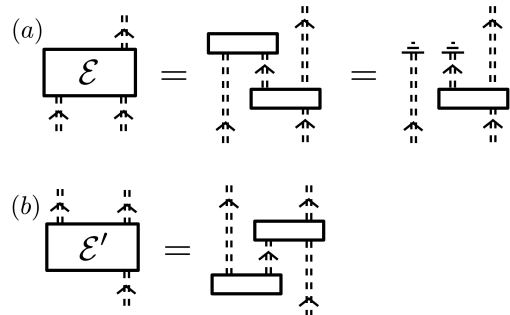 (a)
ℰ = =
(b)
ℰ′ =